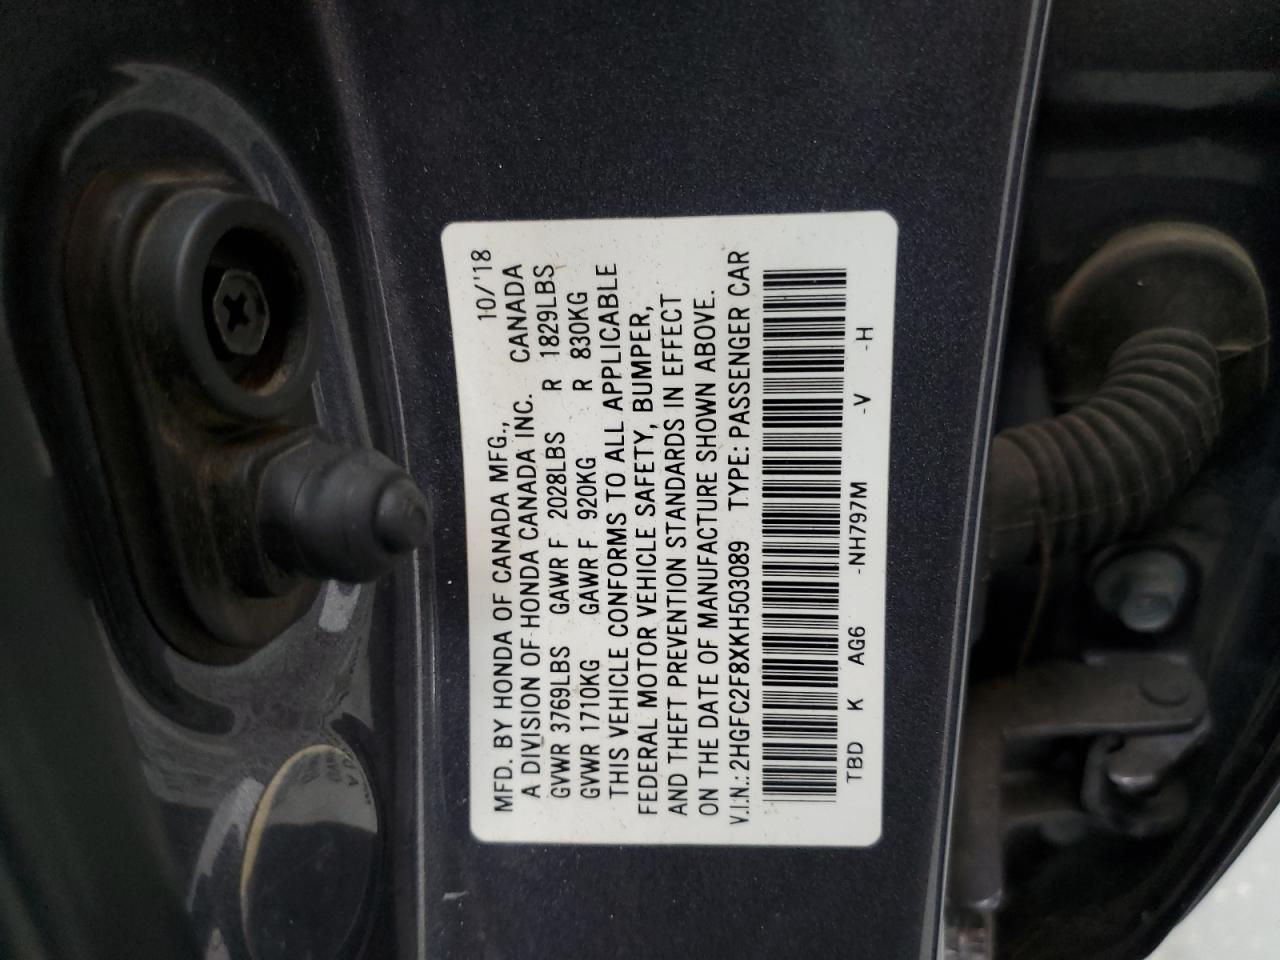 MFD. BY HONDA OF CANADA MFG., 10/'18
A DIVISION OF HONDA CANADA INC. CANADA
GVWR 3769LBS GAWR F 2028LBS R 1829LBS
GVWR 1710KG GAWR F 920KG R 830KG
THIS VEHICLE CONFORMS TO ALL APPLICABLE
FEDERAL MOTOR VEHICLE SAFETY, BUMPER,
AND THEFT PREVENTION STANDARDS IN EFFECT
ON THE DATE OF MANUFACTURE SHOWN ABOVE.
V.I.N.: 2HGFC2F8XKH503089 TYPE: PASSENGER CAR
TBD K AG6 -NH797M -V -H